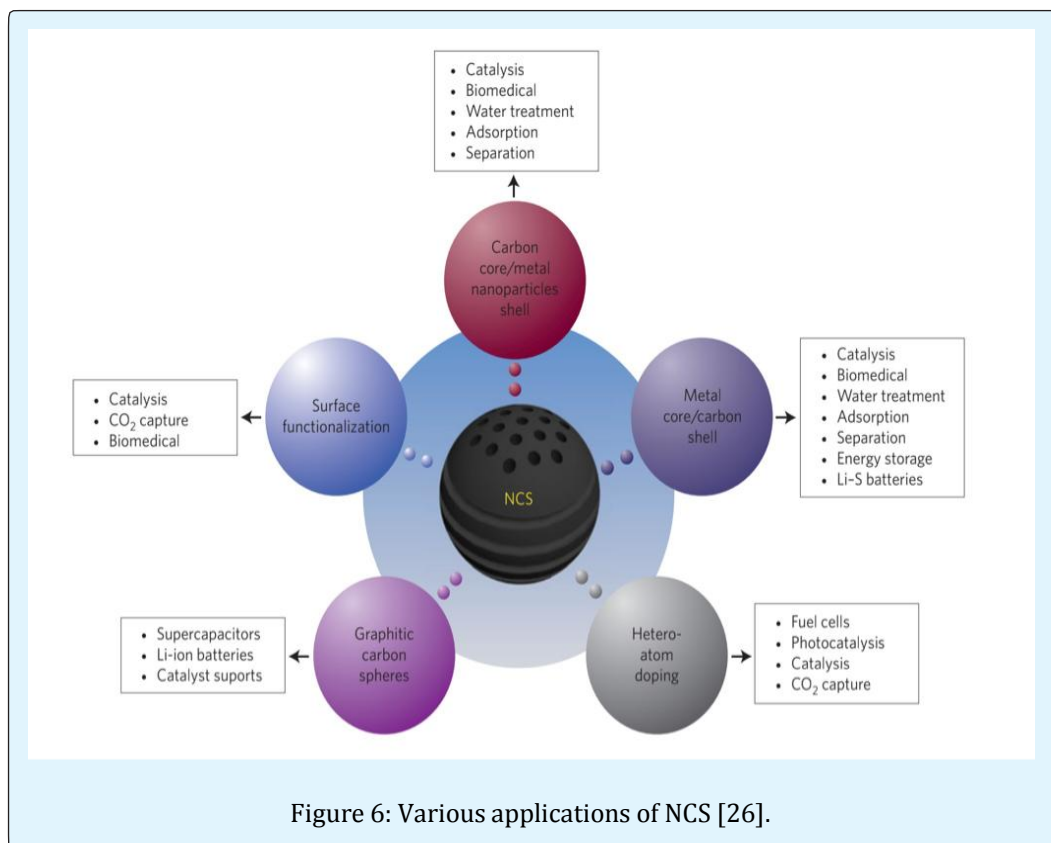 • Catalysis
• Biomedical
• Water treatment
• Adsorption
• Separation
Carbon
core/metal
nanoparticles
shell
Surface
functionalization
• Catalysis
• CO₂ capture
• Biomedical
Metal
core/carbon
shell
• Catalysis
• Biomedical
• Water treatment
• Adsorption
• Separation
• Energy storage
• Li–S batteries
NCS
Graphitic
carbon
spheres
• Supercapacitors
• Li-ion batteries
• Catalyst suports
Hetero-
atom
doping
• Fuel cells
• Photocatalysis
• Catalysis
• CO₂ capture
Figure 6: Various applications of NCS [26].